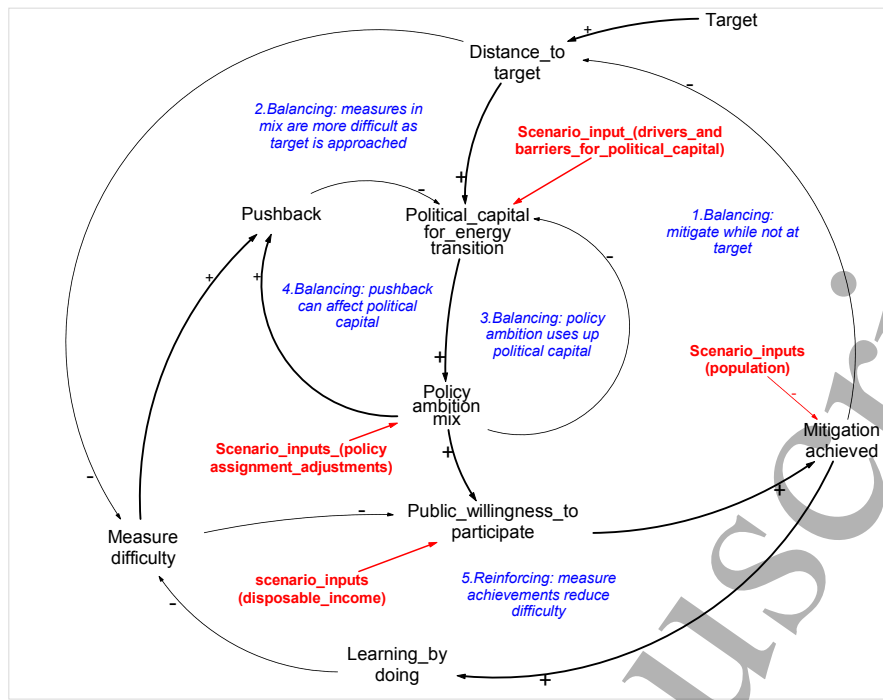 Target
+
Distance_to
target
-
2.Balancing: measures in
mix are more difficult as
target is approached
Scenario_input_(drivers_and
barriers_for_political_capital)
+
-
Pushback
Political_capital
for_energy
transition
1.Balancing:
mitigate while not at
target
-
+
+
4.Balancing: pushback
can affect political
capital
3.Balancing: policy
ambition uses up
political capital
+
Scenario_inputs
(population)
-
Policy
ambition
mix
Mitigation
achieved
Scenario_inputs_(policy
assignment_adjustments)
+
-
+
+
-
Public_willingness_to
participate
Measure
difficulty
scenario_inputs
(disposable_income)
5.Reinforcing: measure
achievements reduce
difficulty
-
Learning_by
doing
+
uscri